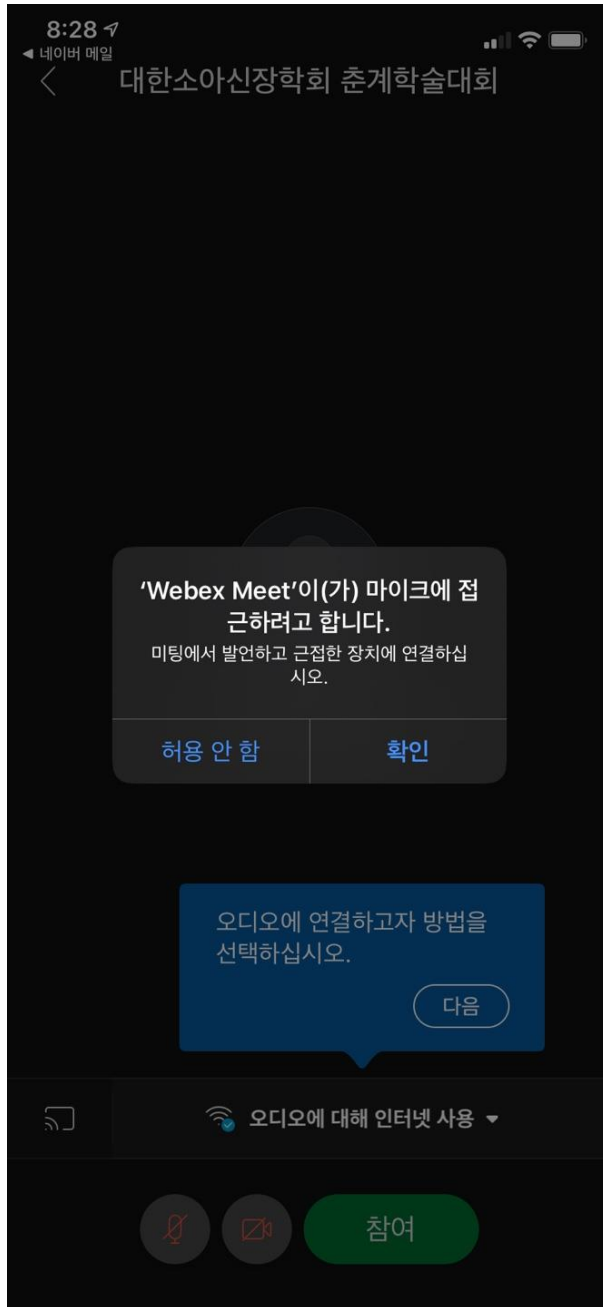 8:28
◀ 네이버 메일
대한소아신장학회 춘계학술대회
'Webex Meet'이(가) 마이크에 접
근하려고 합니다.
미팅에서 발언하고 근접한 장치에 연결하십
시오.
허용 안 함
확인
오디오에 연결하고자 방법을
선택하십시오.
다음
오디오에 대해 인터넷 사용
참여